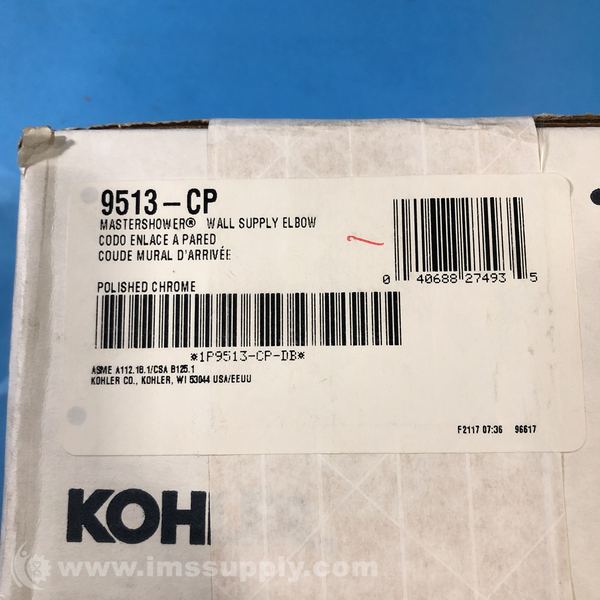 9513-CP
MASTERSHOWER® WALL SUPPLY ELBOW
CODO ENLACE A PARED
COUDE MURAL D'ARRIVÉE
0 40688 27493 5
POLISHED CHROME
*1P9513-CP-DB*
ASME A112.18.1/CSA B125.1
KOHLER CO., KOHLER, WI 53044 USA/EEUU
F2117 07:36 96617
KOH
© www.imssupply.com